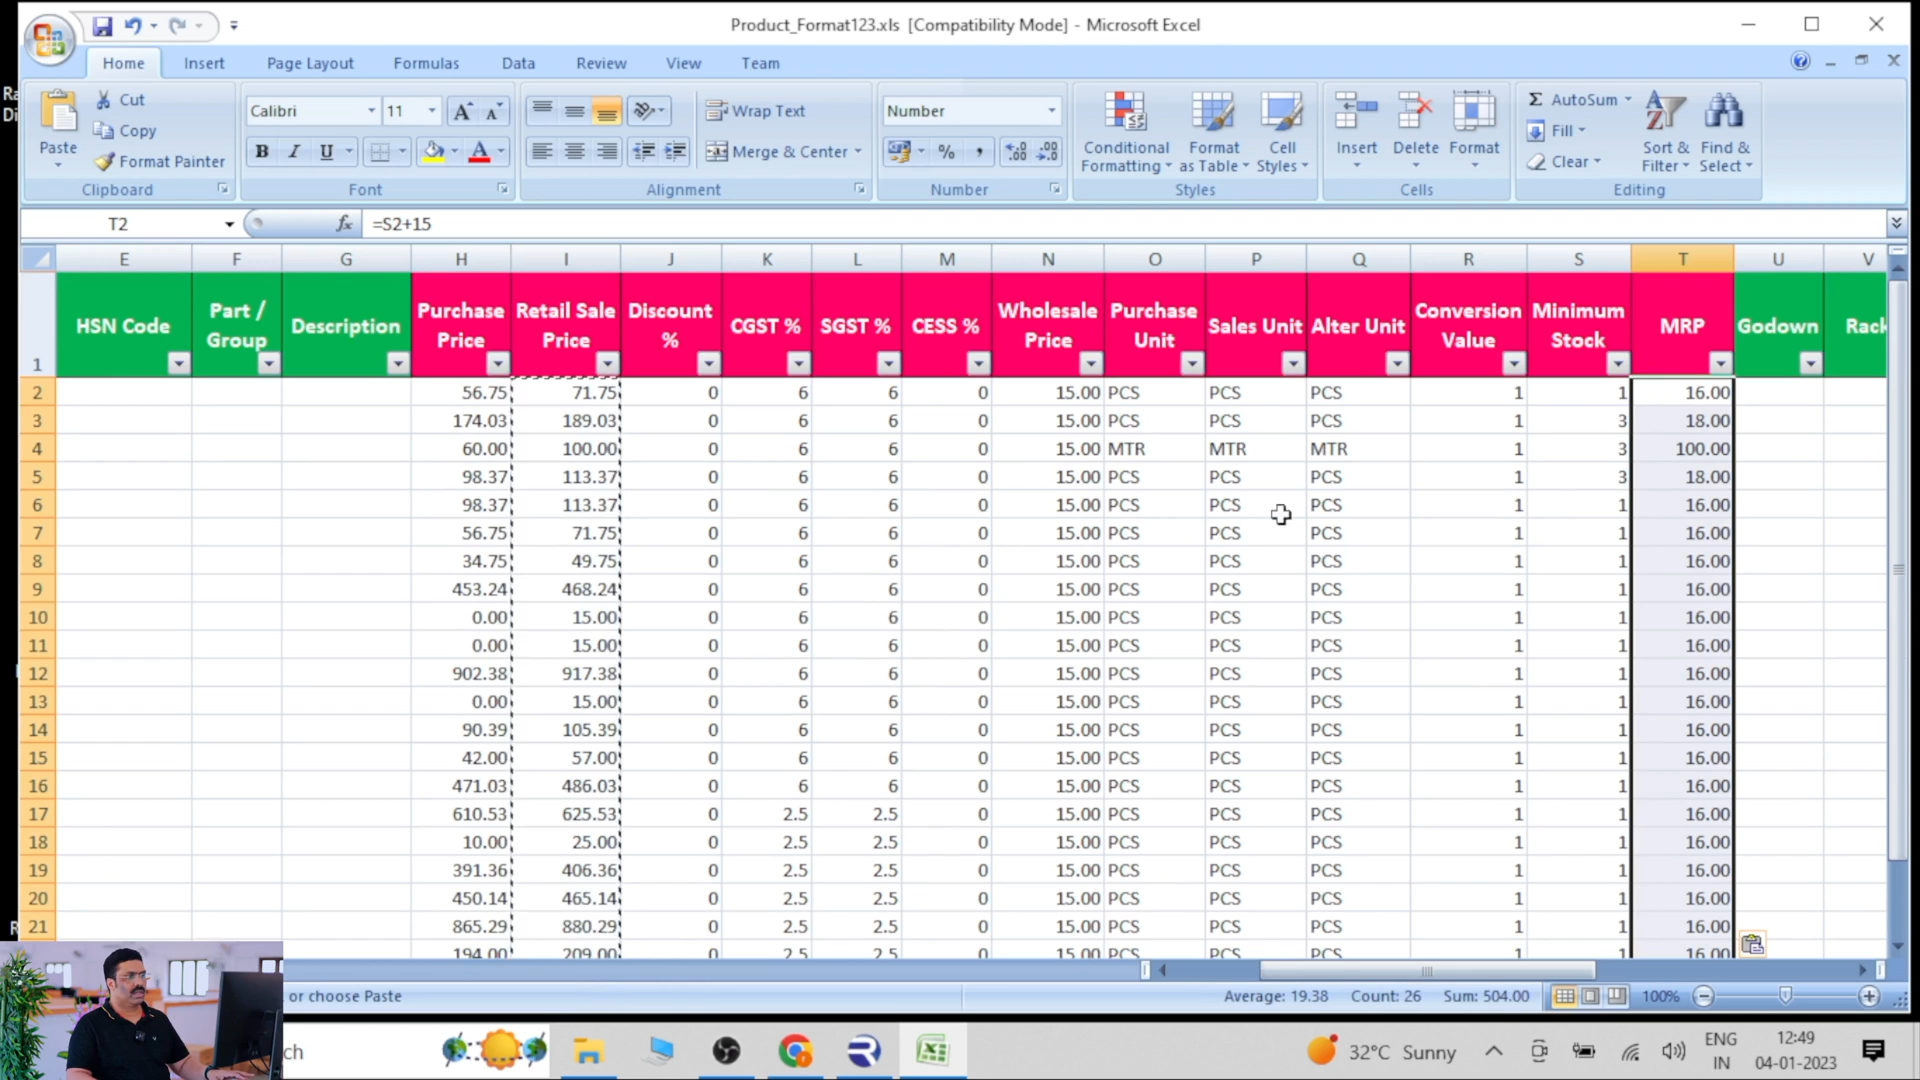 Product_Format123.xls [Compatibility Mode] - Microsoft Excel
Home Insert Page Layout Formulas Data Review View Team
Paste Cut Copy Format Painter
Clipboard
Calibri 11
B I U
Font
Wrap Text
Merge & Center
Alignment
Number
%
Number
Conditional Formatting Format as Table Cell Styles
Styles
Insert Delete Format
Cells
Σ AutoSum
Fill
Clear
Sort & Filter Find & Select
Editing
T2 fx =S2+15
E F G H I J K L M N O P Q R S T U V
1 HSN Code Part / Group Description Purchase Price Retail Sale Price Discount % CGST % SGST % CESS % Wholesale Price Purchase Unit Sales Unit Alter Unit Conversion Value Minimum Stock MRP Godown Rack
2 56.75 71.75 0 6 6 0 15.00 PCS PCS PCS 1 1 16.00
3 174.03 189.03 0 6 6 0 15.00 PCS PCS PCS 1 3 18.00
4 60.00 100.00 0 6 6 0 15.00 MTR MTR MTR 1 3 100.00
5 98.37 113.37 0 6 6 0 15.00 PCS PCS PCS 1 3 18.00
6 98.37 113.37 0 6 6 0 15.00 PCS PCS PCS 1 1 16.00
7 56.75 71.75 0 6 6 0 15.00 PCS PCS PCS 1 1 16.00
8 34.75 49.75 0 6 6 0 15.00 PCS PCS PCS 1 1 16.00
9 453.24 468.24 0 6 6 0 15.00 PCS PCS PCS 1 1 16.00
10 0.00 15.00 0 6 6 0 15.00 PCS PCS PCS 1 1 16.00
11 0.00 15.00 0 6 6 0 15.00 PCS PCS PCS 1 1 16.00
12 902.38 917.38 0 6 6 0 15.00 PCS PCS PCS 1 1 16.00
13 0.00 15.00 0 6 6 0 15.00 PCS PCS PCS 1 1 16.00
14 90.39 105.39 0 6 6 0 15.00 PCS PCS PCS 1 1 16.00
15 42.00 57.00 0 6 6 0 15.00 PCS PCS PCS 1 1 16.00
16 471.03 486.03 0 6 6 0 15.00 PCS PCS PCS 1 1 16.00
17 610.53 625.53 0 2.5 2.5 0 15.00 PCS PCS PCS 1 1 16.00
18 10.00 25.00 0 2.5 2.5 0 15.00 PCS PCS PCS 1 1 16.00
19 391.36 406.36 0 2.5 2.5 0 15.00 PCS PCS PCS 1 1 16.00
20 450.14 465.14 0 2.5 2.5 0 15.00 PCS PCS PCS 1 1 16.00
21 865.29 880.29 0 2.5 2.5 0 15.00 PCS PCS PCS 1 1 16.00
194.00 209.00 0 2.5 2.5 0 15.00 PCS PCS PCS 1 1 16.00
or choose Paste Average: 19.38 Count: 26 Sum: 504.00 100%
ch 32°C Sunny ENG IN 12:49 04-01-2023